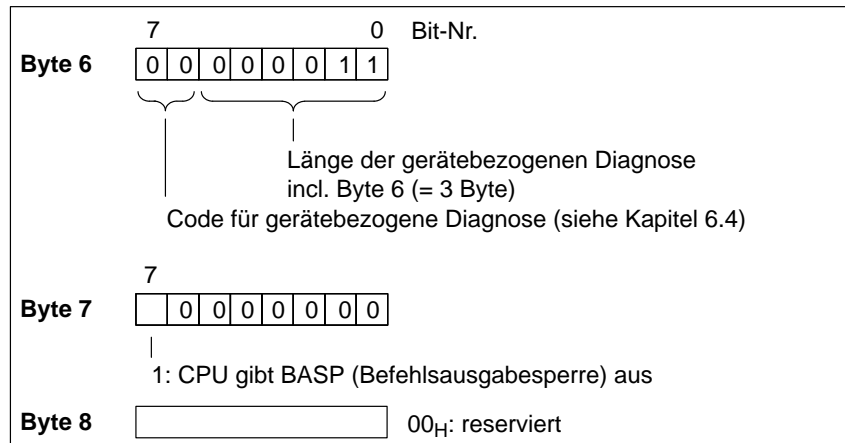 7 0 Bit-Nr.
Byte 6 0 0 0 0 0 0 1 1
Länge der gerätebezogenen Diagnose
incl. Byte 6 (= 3 Byte)
Code für gerätebezogene Diagnose (siehe Kapitel 6.4)
7
Byte 7 0 0 0 0 0 0 0
1: CPU gibt BASP (Befehlsausgabesperre) aus
Byte 8 00H: reserviert